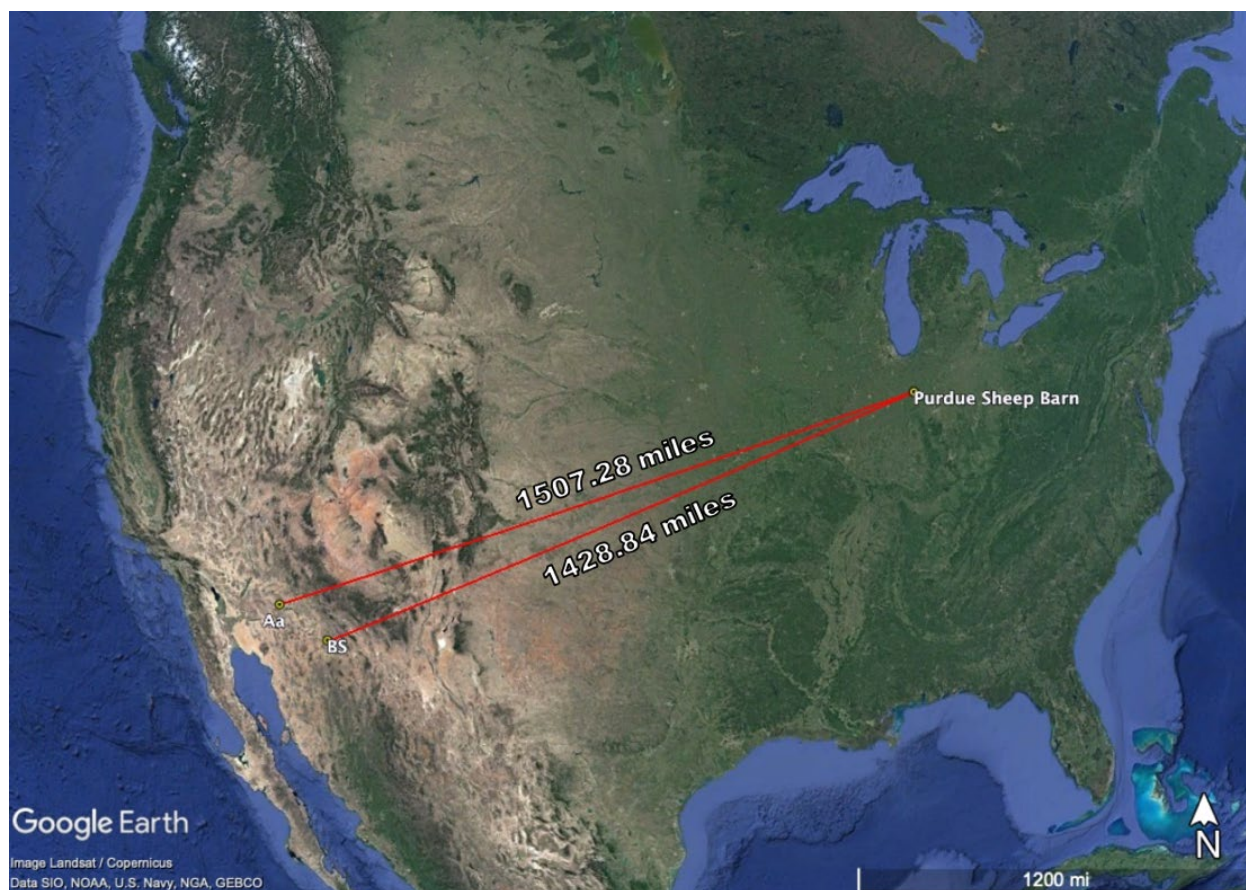 1507.28 miles
Purdue Sheep Barn
1428.84 miles
Aa
BS
Google Earth
Image Landsat / Copernicus
Data SIO, NOAA, U.S. Navy, NGA, GEBCO
N
1200 mi